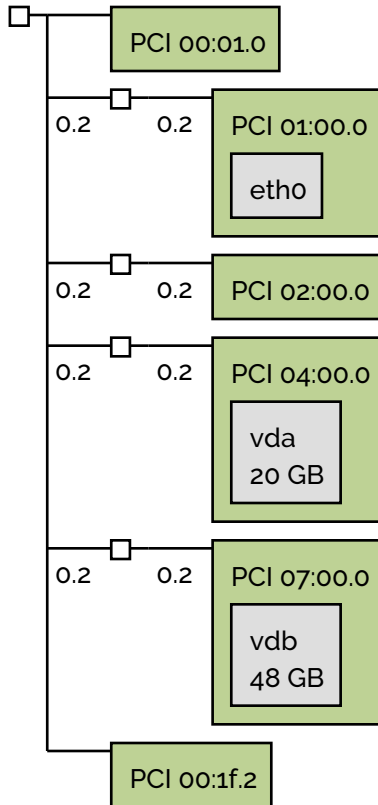 PCI 00:01.0
0.2 0.2 PCI 01:00.0
eth0
0.2 0.2 PCI 02:00.0
0.2 0.2 PCI 04:00.0
vda
20 GB
0.2 0.2 PCI 07:00.0
vdb
48 GB
PCI 00:1f.2